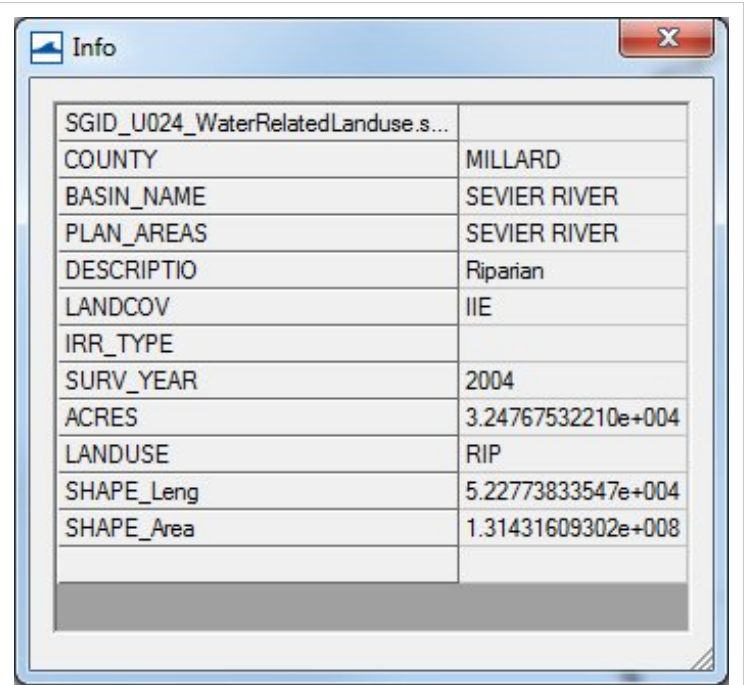 Info
SGID_U024_WaterRelatedLanduse.s...
COUNTY MILLARD
BASIN_NAME SEVIER RIVER
PLAN_AREAS SEVIER RIVER
DESCRIPTIO Riparian
LANDCOV IIE
IRR_TYPE
SURV_YEAR 2004
ACRES 3.24767532210e+004
LANDUSE RIP
SHAPE_Leng 5.22773833547e+004
SHAPE_Area 1.31431609302e+008